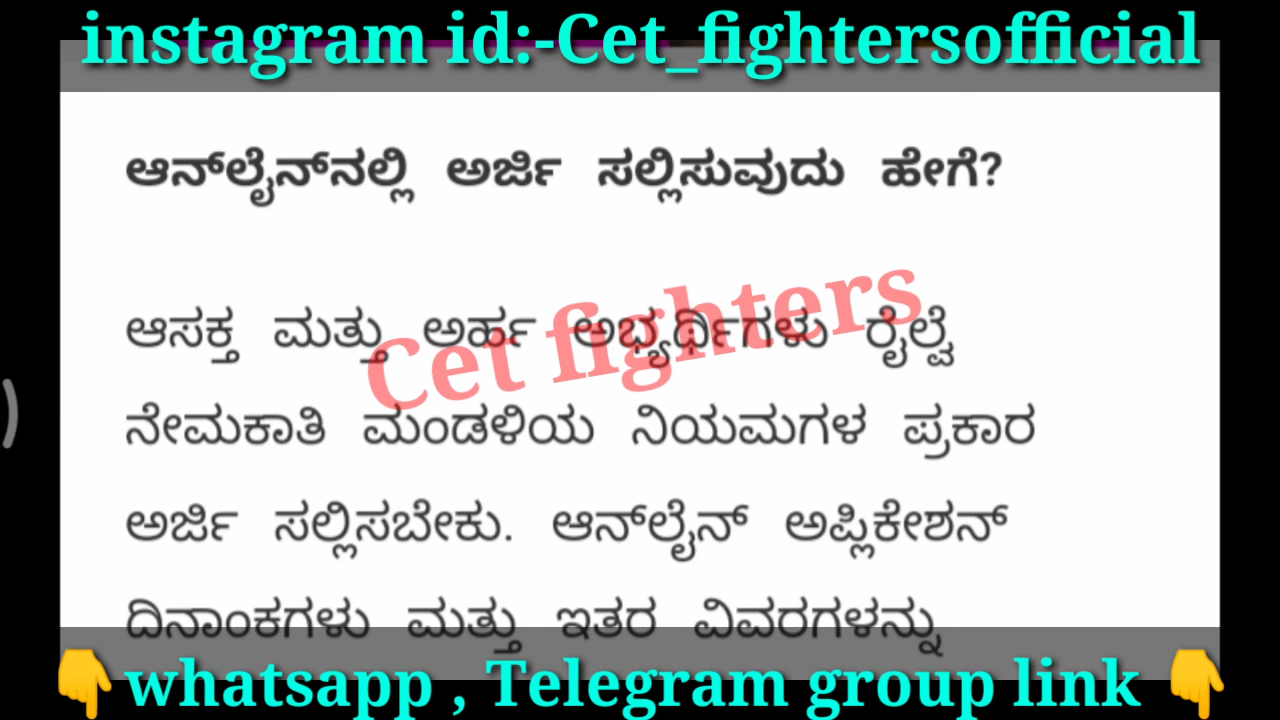 instagram id:-Cet_fightersofficial
ಆನ್‌ಲೈನ್‌ನಲ್ಲಿ ಅರ್ಜಿ ಸಲ್ಲಿಸುವುದು ಹೇಗೆ?
ಆಸಕ್ತ ಮತ್ತು ಅರ್ಹ ಅಭ್ಯರ್ಥಿಗಳು ರೈಲ್ವೆ
Cet fighters
ನೇಮಕಾತಿ ಮಂಡಳಿಯ ನಿಯಮಗಳ ಪ್ರಕಾರ
ಅರ್ಜಿ ಸಲ್ಲಿಸಬೇಕು. ಆನ್‌ಲೈನ್ ಅಪ್ಲಿಕೇಶನ್
ದಿನಾಂಕಗಳು ಮತ್ತು ಇತರ ವಿವರಗಳನ್ನು
👇whatsapp , Telegram group link 👇